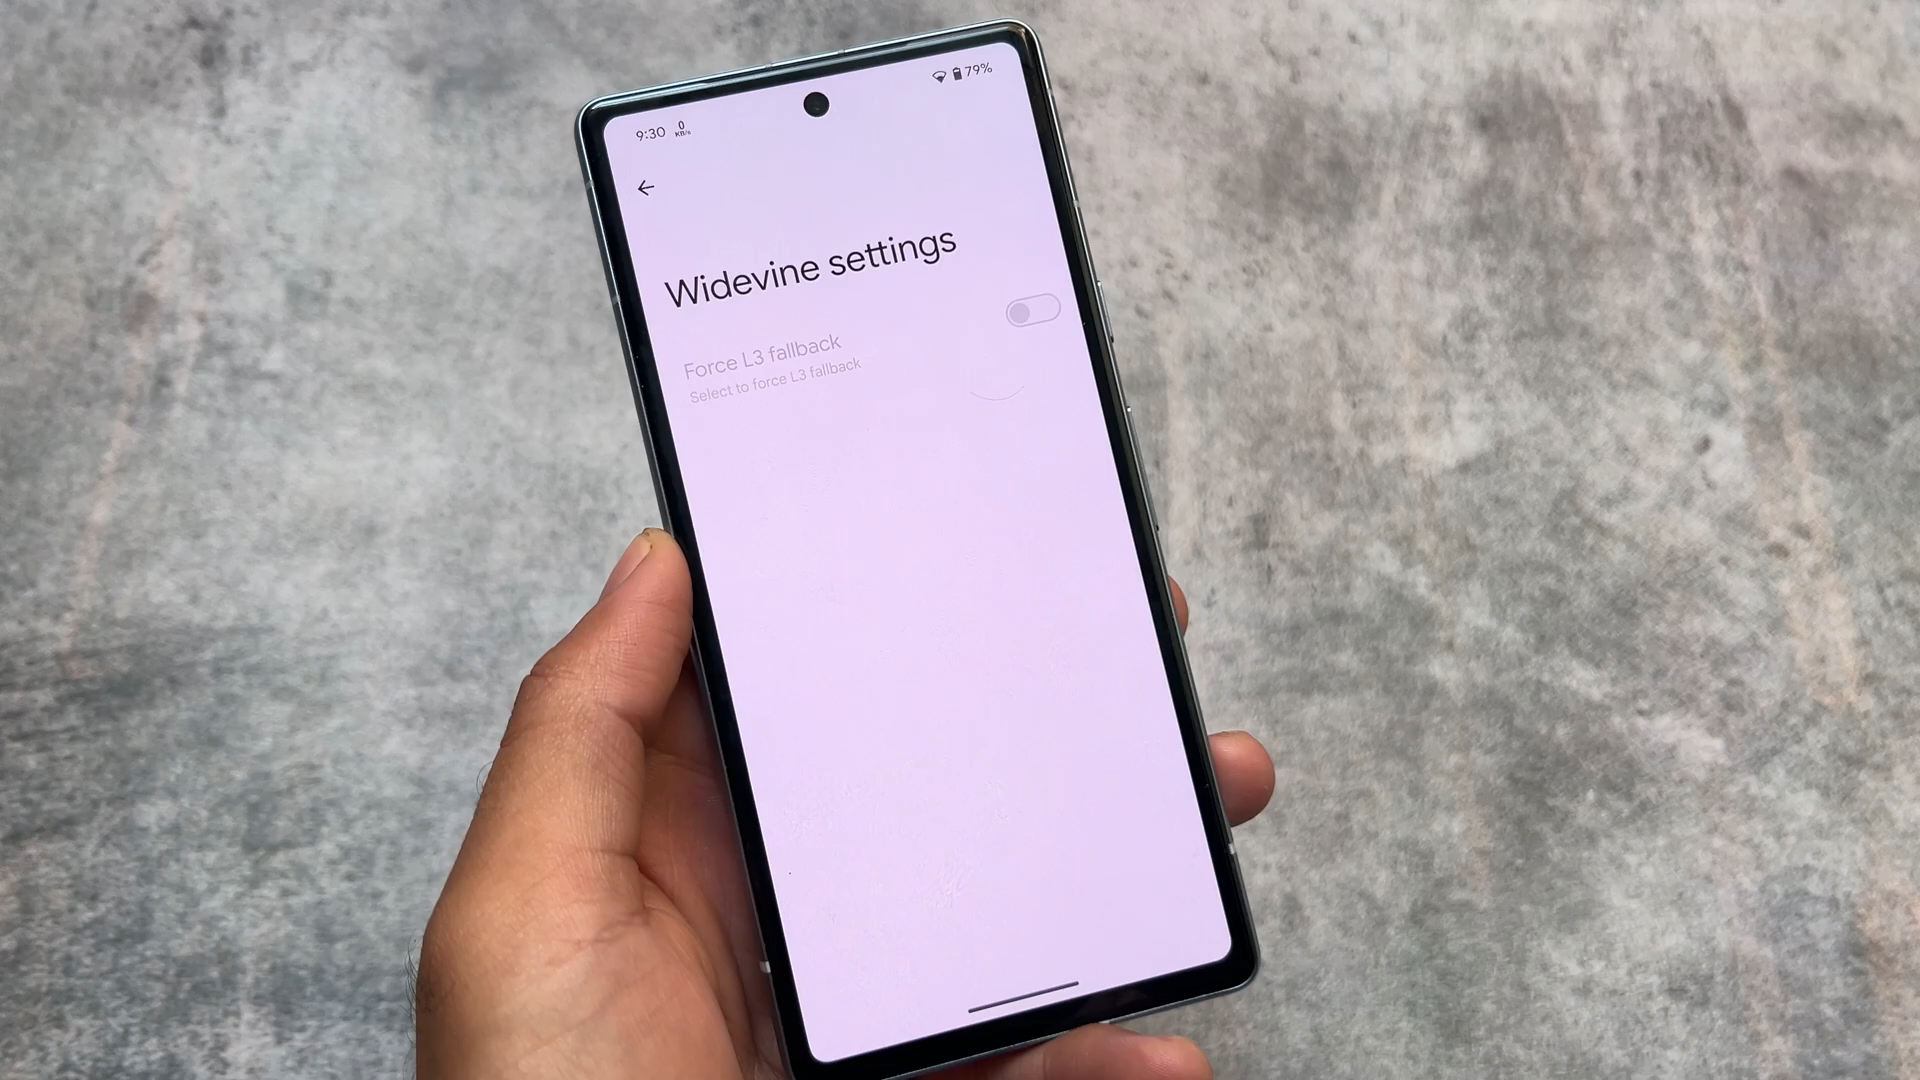 9:30 0 KB/s 79%
Widevine settings
Force L3 fallback
Select to force L3 fallback